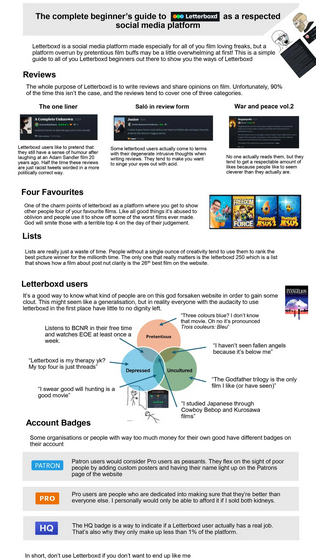 The complete beginner's guide to Letterboxd as a respected
social media platform
Letterboxd is a social media platform made especially for all of you film loving freaks, but a
platform overrun by pretentious film buffs may be a little overwhelming at first! This is a simple
guide to all of you Letterboxd beginners out there to show you the ways of Letterboxd
Reviews
The whole purpose of Letterboxd is to write reviews and share opinions on film. Unfortunately, 90%
of the time this isn't the case, and the reviews tend to cover one of three categories.
The one liner
Salò in review form
War and peace vol.2
A Complete Unknown
Junior
Letterboxd users like to pretend that
they still have a sense of humour after
laughing at an Adam Sandler film 20
years ago. Half the time these reviews
are just racist tweets worded in a more
politically correct way.
Some letterboxd users actually come to terms
with their degenerate intrusive thoughts when
writing reviews. They tend to make you want
to singe your eyes out with acid.
No one actually reads them, but they
tend to get a respectable amount of
likes because people like to seem
cleverer than they actually are.
Four Favourites
One of the charm points of letterboxd as a platform where you get to show
other people four of your favourite films. Like all good things it's abused to
oblivion and people use it to show off some of the worst films ever made.
God will smite those with a terrible top 4 on the day of their judgement.
Lists
Lists are really just a waste of time. People without a single ounce of creativity tend to use them to rank the
best picture winner for the millionth time. The only one that really matters is the letterboxd 250 which is a list
that shows how a film about post nut clarity is the 26th best film on the website.
Letterboxd users
It's a good idea to know what kind of people are on this god forsaken website in order to gain some
clout. This might seem like a generalisation, but in reality everyone with the audacity to use
letterboxd in the first place have little to no dignity left.
"Three colours blue? I don't know
that movie. Oh no it's pronounced
Trois couleurs: Bleu"
Listens to BCNR in their free time
and watches EOE at least once a
week.
Pretentious
"I haven't seen fallen angels
because it's below me"
"Letterboxd is my therapy yk?
My top four is just threads"
Depressed
Uncultured
"The Godfather trilogy is the only
film I like (or have seen)"
"I swear good will hunting is a
good movie"
"I studied Japanese through
Cowboy Bebop and Kurosawa
films"
Account Badges
Some organisations or people with way too much money for their own good have different badges on
their account
PATRON
Patron users would consider Pro users as peasants. They flex on the sight of poor
people by adding custom posters and having their name light up on the Patrons
page of the website
PRO
Pro users are people who are dedicated into making sure that they're better than
everyone else. I personally would only be able to afford it if I sold both kidneys.
HQ
The HQ badge is a way to indicate if a Letterboxd user actually has a real job.
That's also why they only make up less than 1% of the platform.
In short, don't use Letterboxd if you don't want to end up like me